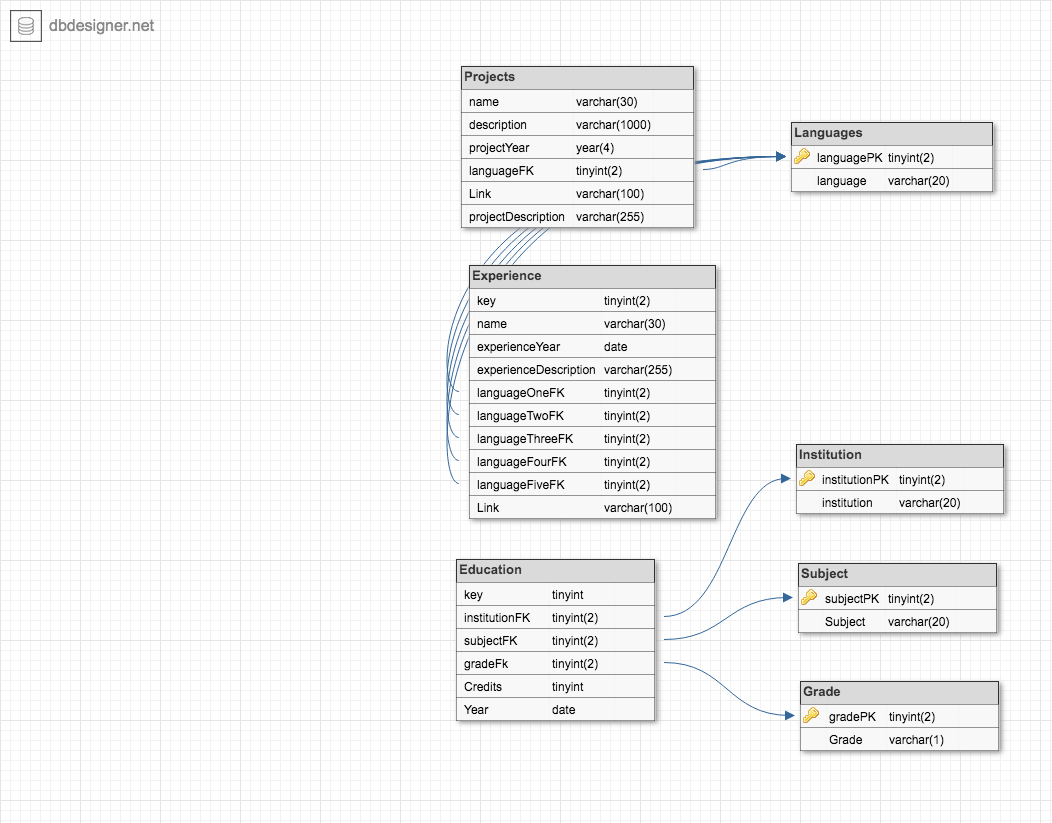 dbdesigner.net
Projects
name varchar(30)
description varchar(1000)
projectYear year(4)
languageFK tinyint(2)
Link varchar(100)
projectDescription varchar(255)
Languages
languagePK tinyint(2)
language varchar(20)
Experience
key tinyint(2)
name varchar(30)
experienceYear date
experienceDescription varchar(255)
languageOneFK tinyint(2)
languageTwoFK tinyint(2)
languageThreeFK tinyint(2)
languageFourFK tinyint(2)
languageFiveFK tinyint(2)
Link varchar(100)
Institution
institutionPK tinyint(2)
institution varchar(20)
Education
key tinyint
institutionFK tinyint(2)
subjectFK tinyint(2)
gradeFk tinyint(2)
Credits tinyint
Year date
Subject
subjectPK tinyint(2)
Subject varchar(20)
Grade
gradePK tinyint(2)
Grade varchar(1)